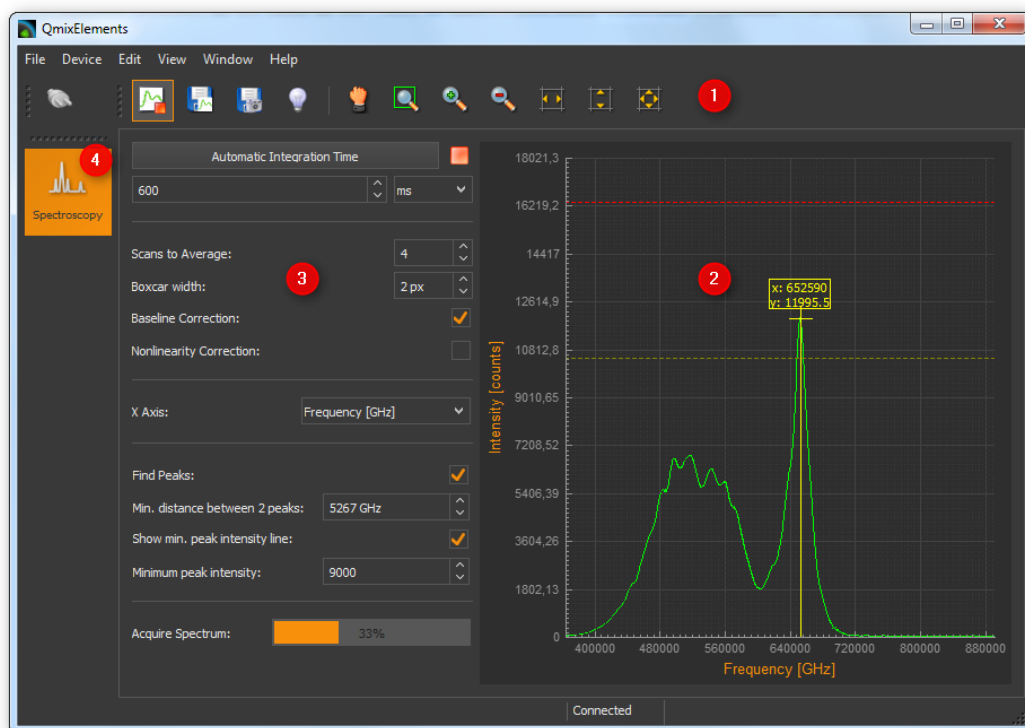 QmixElements
File Device Edit View Window Help
1
4
Spectroscopy
Automatic Integration Time
600 ms
Scans to Average: 4
3
Boxcar width: 2 px
Baseline Correction:
Nonlinearity Correction:
X Axis: Frequency [GHz]
Find Peaks:
Min. distance between 2 peaks: 5267 GHz
Show min. peak intensity line:
Minimum peak intensity: 9000
Acquire Spectrum: 33%
Intensity [counts]
18021,3
16219,2
14417
12614,9
10812,8
9010,65
7208,52
5406,39
3604,26
1802,13
0
2
x: 652590
y: 11995.5
400000 480000 560000 640000 720000 800000 880000
Frequency [GHz]
Connected